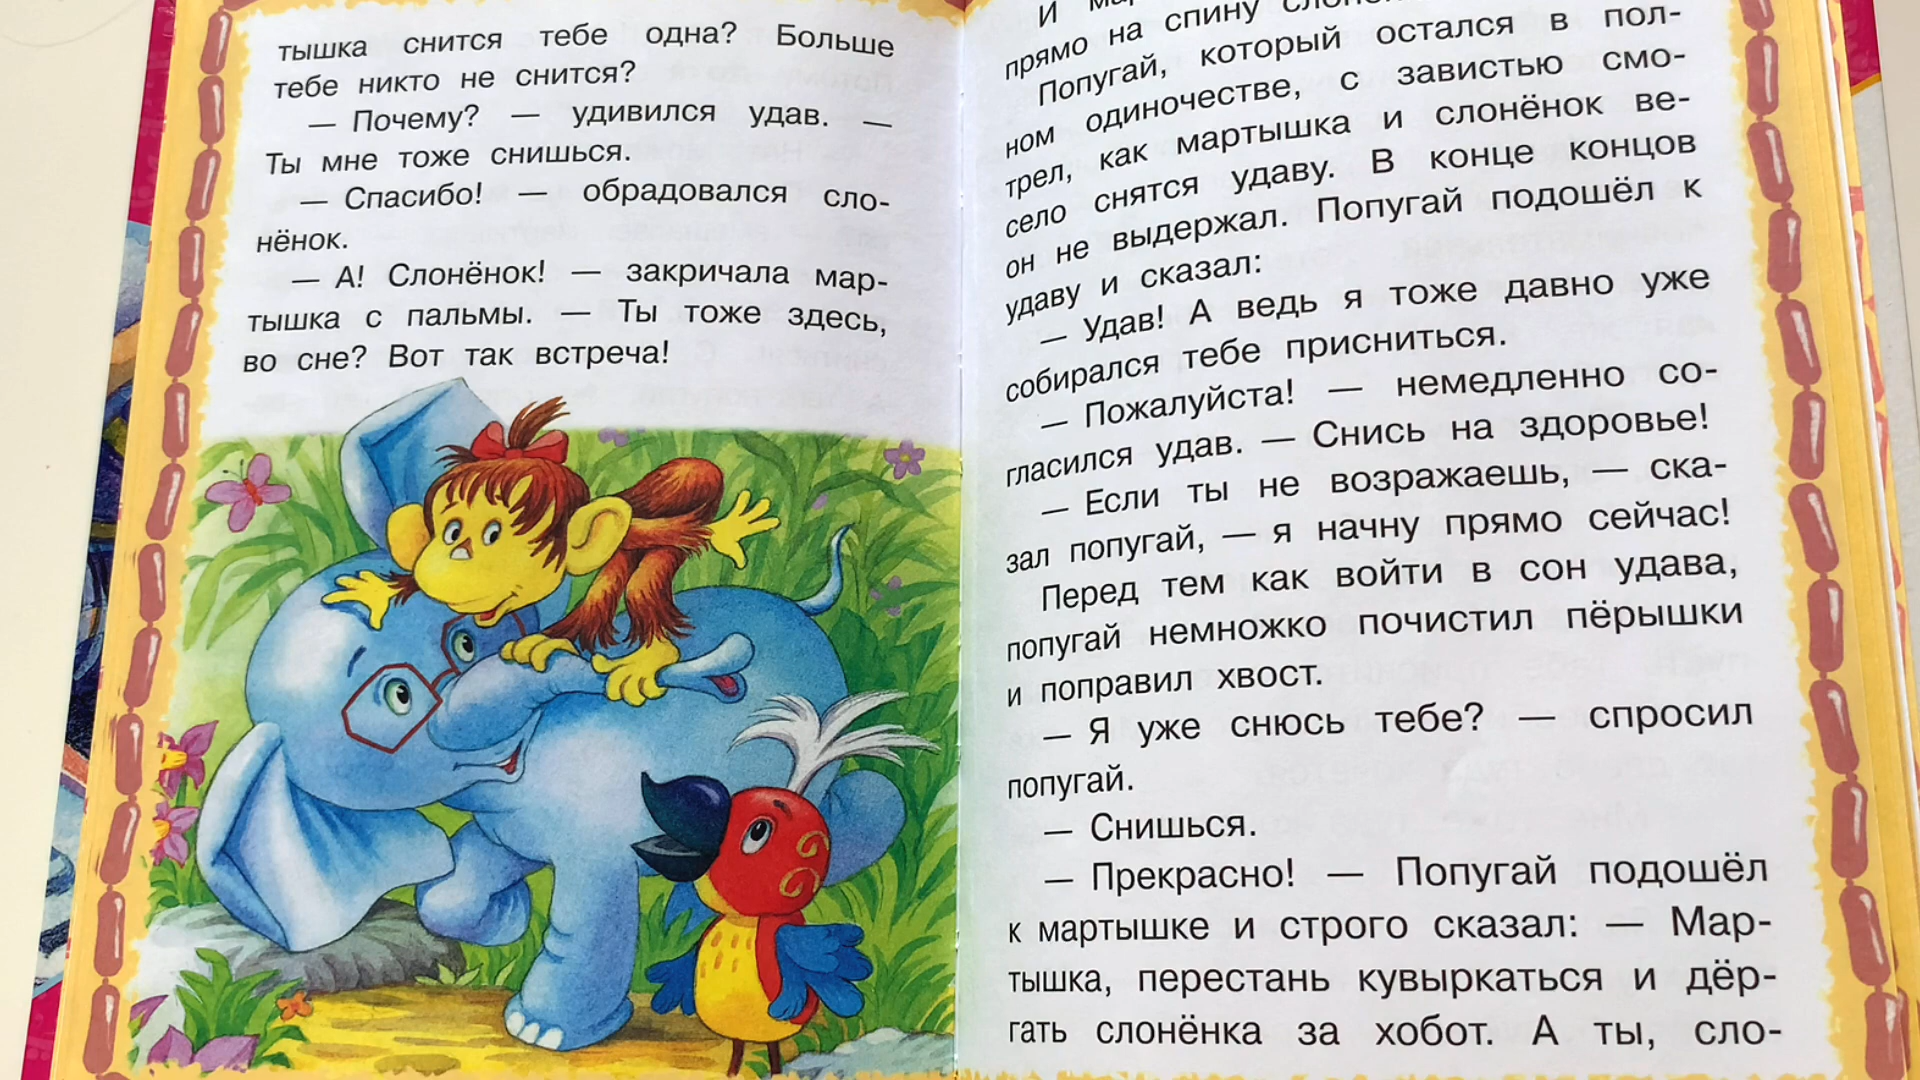 тышка снится тебе одна? Больше
тебе никто не снится?
— Почему? — удивился удав. —
Ты мне тоже снишься.
— Спасибо! — обрадовался сло-
нёнок.
— А! Слонёнок! — закричала мар-
тышка с пальмы. — Ты тоже здесь,
во сне? Вот так встреча!
И
прямо на спину
Попугай, который остался в пол-
ном одиночестве, с завистью смо-
трел, как мартышка и слонёнок ве-
село снятся удаву. В конце концов
он не выдержал. Попугай подошёл к
удаву и сказал:
— Удав! А ведь я тоже давно уже
собирался тебе присниться.
— Пожалуйста! — немедленно со-
гласился удав. — Снись на здоровье!
— Если ты не возражаешь, — ска-
зал попугай, — я начну прямо сейчас!
Перед тем как войти в сон удава,
попугай немножко почистил пёрышки
и поправил хвост.
— Я уже снюсь тебе? — спросил
попугай.
— Снишься.
— Прекрасно! — Попугай подошёл
к мартышке и строго сказал: — Мар-
тышка, перестань кувыркаться и дёр-
гать слонёнка за хобот. А ты, сло-